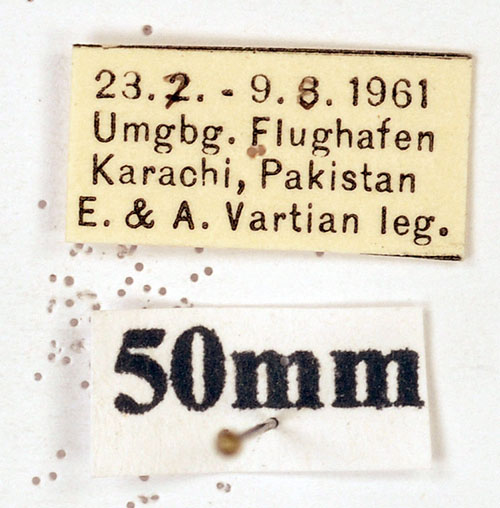 23.2. - 9.3. 1961
Umgbg. Flughafen
Karachi, Pakistan
E. & A. Vartian leg.
50mm